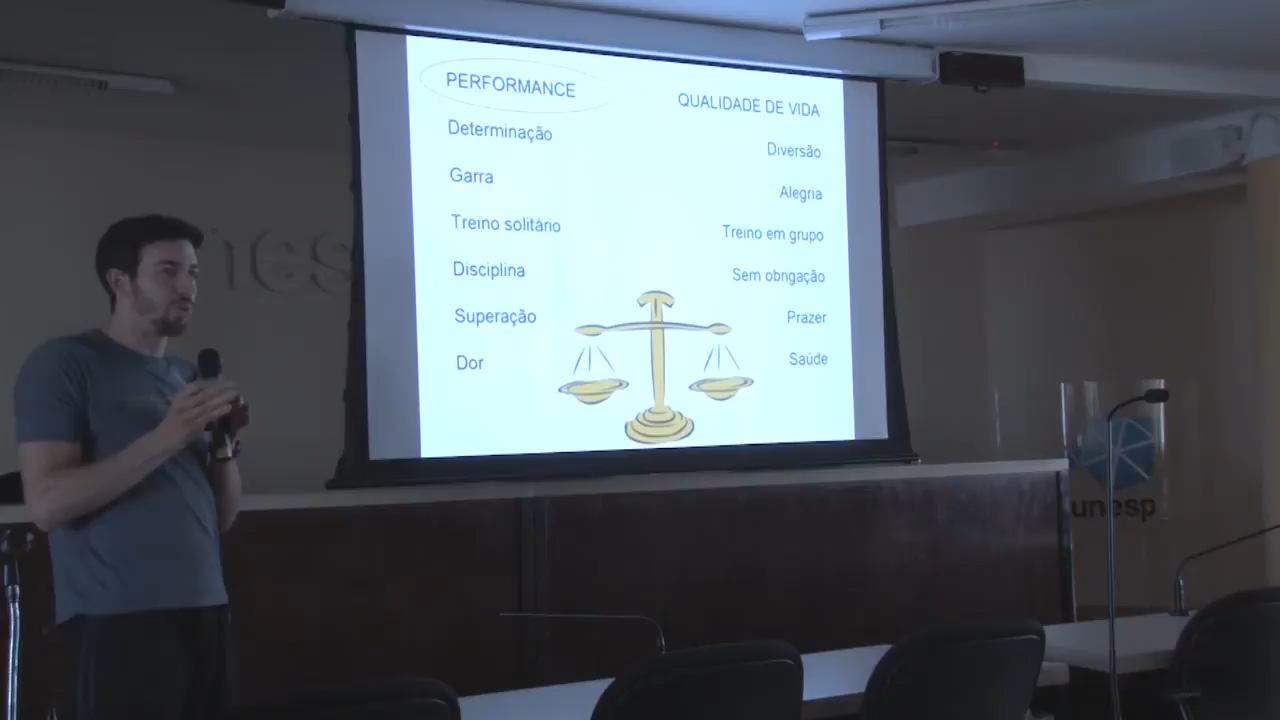 PERFORMANCE
Determinação
Garra
Treino solitário
Disciplina
Superação
Dor
QUALIDADE DE VIDA
Diversão
Alegria
Treino em grupo
Sem obrigação
Prazer
Saúde
unesp